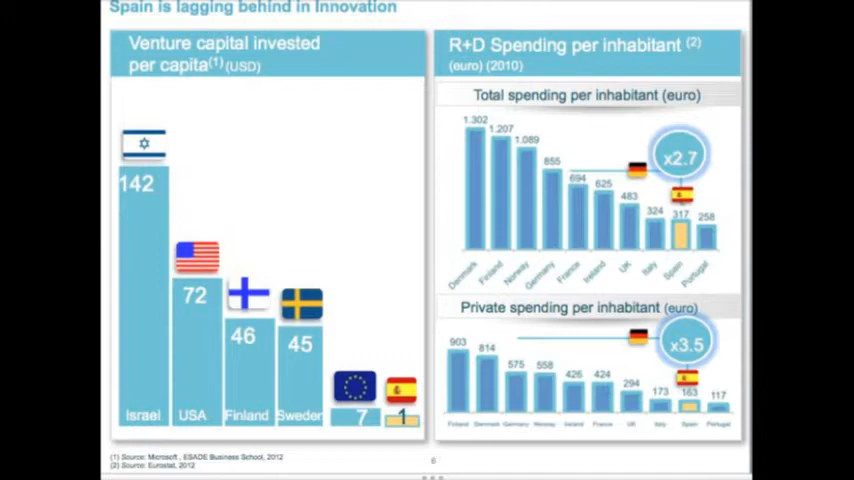 Spain is lagging behind in Innovation
Venture capital invested
per capita(1) (USD)
142
72
46
45
7
1
Israel
USA
Finland
Sweden
R+D Spending per inhabitant (2)
(euro) (2010)
Total spending per inhabitant (euro)
1.302
1.207
1.089
855
694
625
483
324
317
258
x2.7
Denmark
Finland
Norway
Germany
France
Ireland
UK
Italy
Spain
Portugal
Private spending per inhabitant (euro)
903
814
575
558
426
424
294
173
163
117
x3.5
Finland
Denmark
Germany
Norway
Ireland
France
UK
Italy
Spain
Portugal
(1) Source: Microsoft., ESADE Business School, 2012
(2) Source: Eurostat, 2012
6